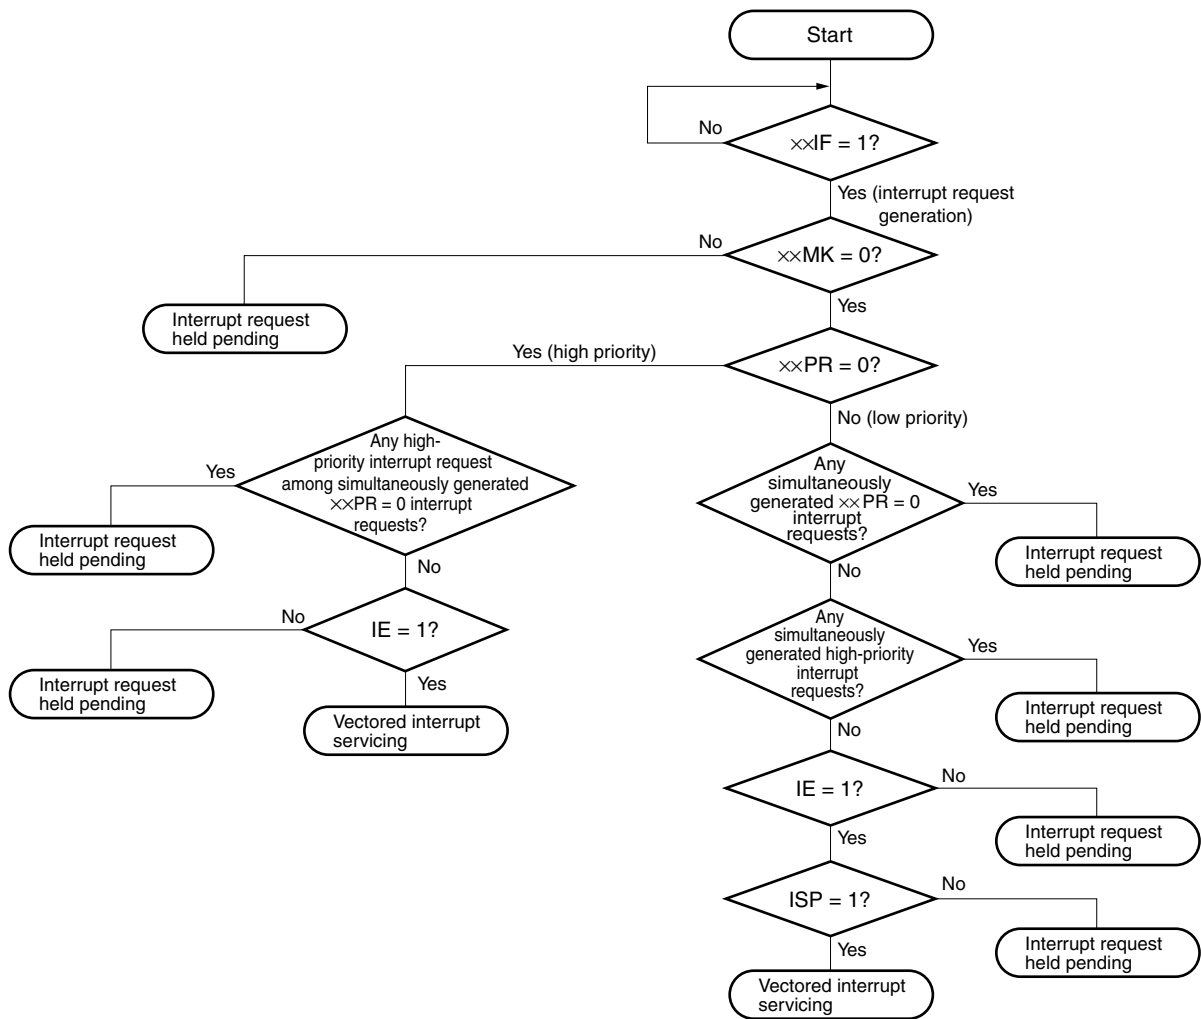 Start
No
××IF = 1?
Yes (interrupt request
generation)
No
××MK = 0?
Interrupt request
held pending
Yes
Yes (high priority)
××PR = 0?
No (low priority)
Any high-
priority interrupt request
among simultaneously generated
××PR = 0 interrupt
requests?
Yes
Interrupt request
held pending
No
Any
simultaneously
generated ××PR = 0
interrupt
requests?
Yes
Interrupt request
held pending
No
No
IE = 1?
Interrupt request
held pending
Yes
Vectored interrupt
servicing
Any
simultaneously
generated high-priority
interrupt
requests?
Yes
Interrupt request
held pending
No
IE = 1?
No
Interrupt request
held pending
Yes
ISP = 1?
No
Interrupt request
held pending
Yes
Vectored interrupt
servicing